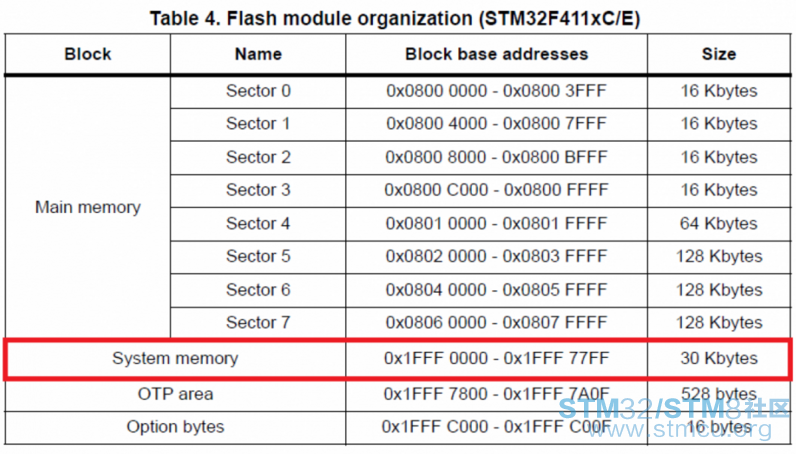 Table 4. Flash module organization (STM32F411xC/E)
Block Name Block base addresses Size
Main memory
Sector 0 0x0800 0000 - 0x0800 3FFF 16 Kbytes
Sector 1 0x0800 4000 - 0x0800 7FFF 16 Kbytes
Sector 2 0x0800 8000 - 0x0800 BFFF 16 Kbytes
Sector 3 0x0800 C000 - 0x0800 FFFF 16 Kbytes
Sector 4 0x0801 0000 - 0x0801 FFFF 64 Kbytes
Sector 5 0x0802 0000 - 0x0803 FFFF 128 Kbytes
Sector 6 0x0804 0000 - 0x0805 FFFF 128 Kbytes
Sector 7 0x0806 0000 - 0x0807 FFFF 128 Kbytes
System memory 0x1FFF 0000 - 0x1FFF 77FF 30 Kbytes
OTP area 0x1FFF 7800 - 0x1FFF 7A0F 528 bytes
Option bytes 0x1FFF C000 - 0x1FFF C00F 16 bytes
STM32/STM8社区
www.stmcu.org